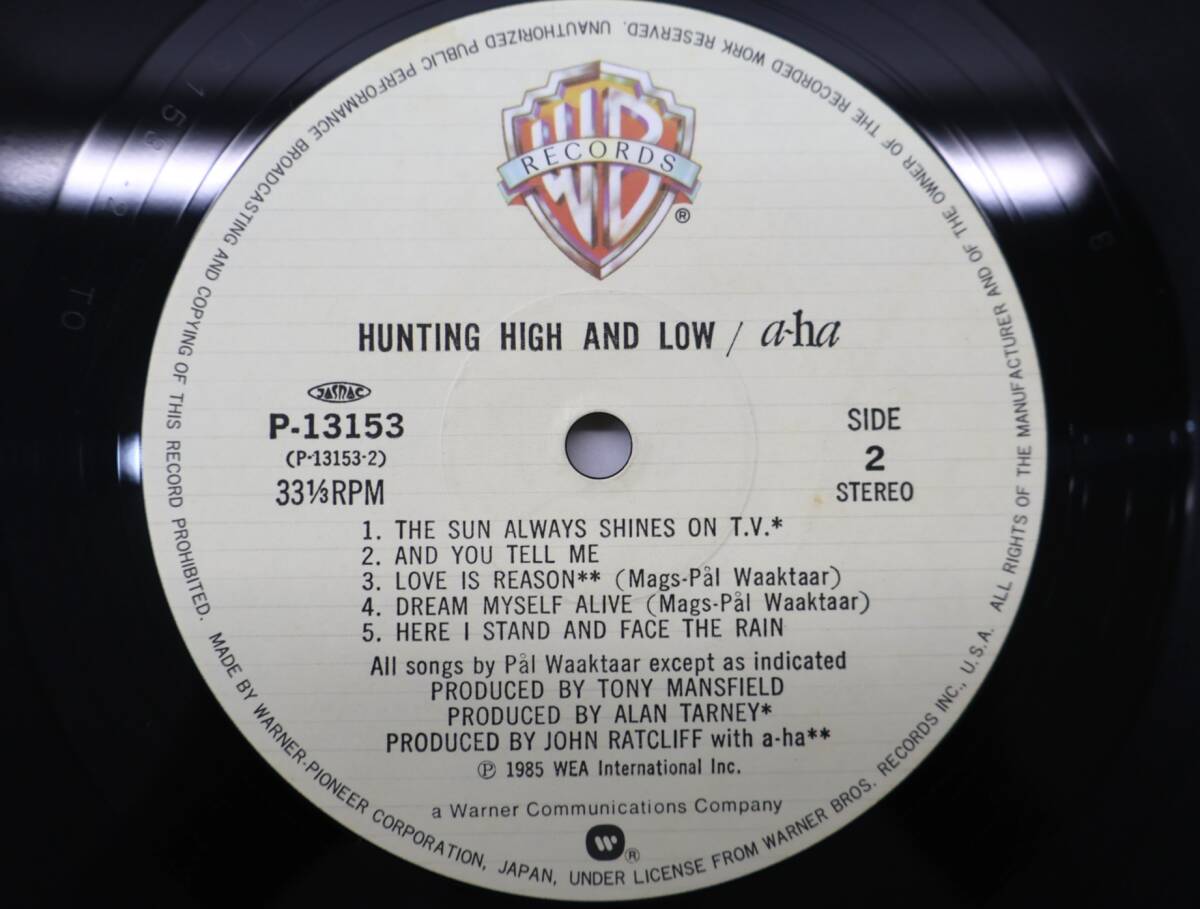 WB
RECORDS
®
HUNTING HIGH AND LOW / a-ha
JASRAC
P-13153
(P-13153-2)
33⅓RPM
SIDE
2
STEREO
1. THE SUN ALWAYS SHINES ON T.V.*
2. AND YOU TELL ME
3. LOVE IS REASON** (Mags-Pål Waaktaar)
4. DREAM MYSELF ALIVE (Mags-Pål Waaktaar)
5. HERE I STAND AND FACE THE RAIN
All songs by Pål Waaktaar except as indicated
PRODUCED BY TONY MANSFIELD
PRODUCED BY ALAN TARNEY*
PRODUCED BY JOHN RATCLIFF with a-ha**
Ⓟ 1985 WEA International Inc.
a Warner Communications Company
®
MADE BY WARNER-PIONEER CORPORATION, JAPAN, UNDER LICENSE FROM WARNER BROS. RECORDS INC., U.S.A. ALL RIGHTS OF THE MANUFACTURER AND OF THE OWNER OF THE RECORDED WORK RESERVED. UNAUTHORIZED PUBLIC PERFORMANCE BROADCASTING AND COPYING OF THIS RECORD PROHIBITED.